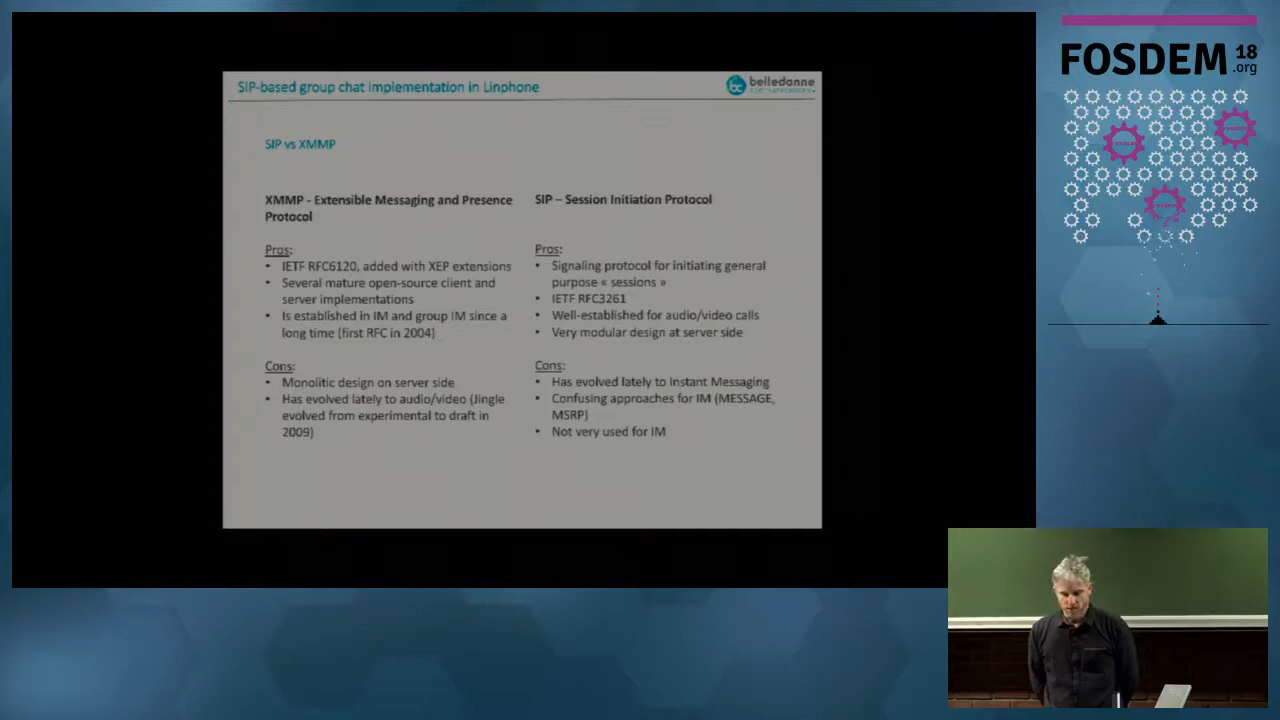 SIP-based group chat implementation in Linphone
belledonne
communications
SIP vs XMMP
XMMP - Extensible Messaging and Presence
Protocol
Pros:
• IETF RFC6120, added with XEP extensions
• Several mature open-source client and
server implementations
• Is established in IM and group IM since a
long time (first RFC in 2004)
Cons:
• Monolitic design on server side
• Has evolved lately to audio/video (Jingle
evolved from experimental to draft in
2009)
SIP – Session Initiation Protocol
Pros:
• Signaling protocol for initiating general
purpose « sessions »
• IETF RFC3261
• Well-established for audio/video calls
• Very modular design at server side
Cons:
• Has evolved lately to Instant Messaging
• Confusing approaches for IM (MESSAGE,
MSRP)
• Not very used for IM
FOSDEM 18
.org